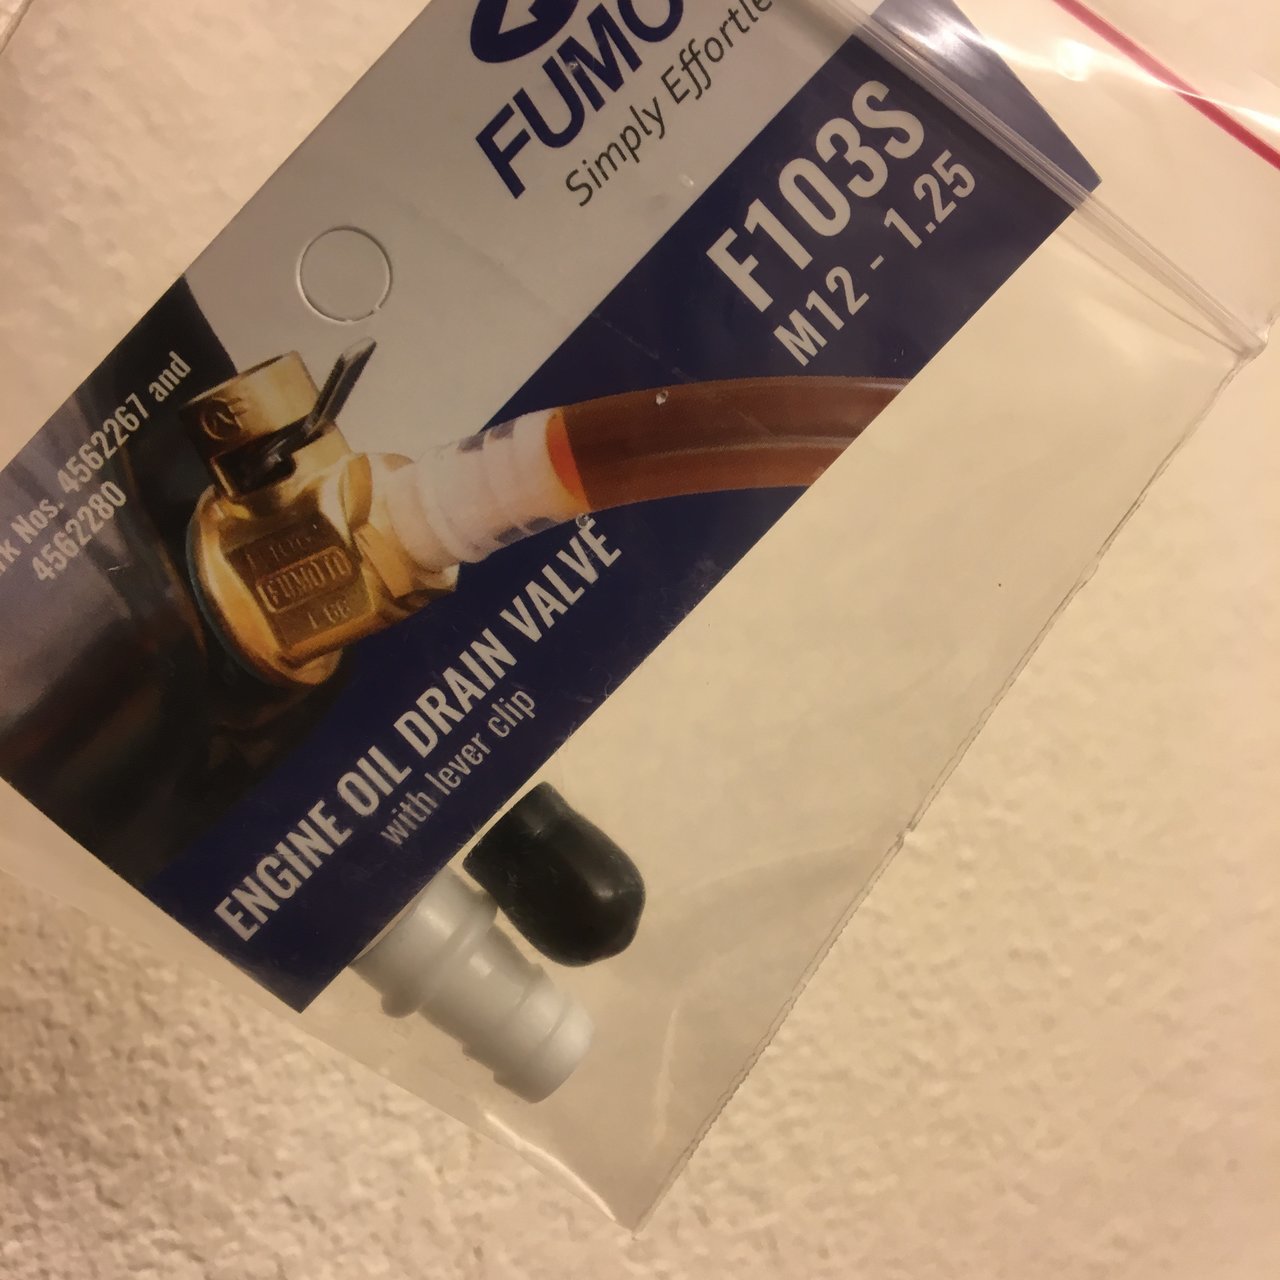 FUMO
Simply Effortle
F103S
M12 - 1.25
rk Nos. 4562267 and
4562280
FUMOTO
ENGINE OIL DRAIN VALVE
with lever clip